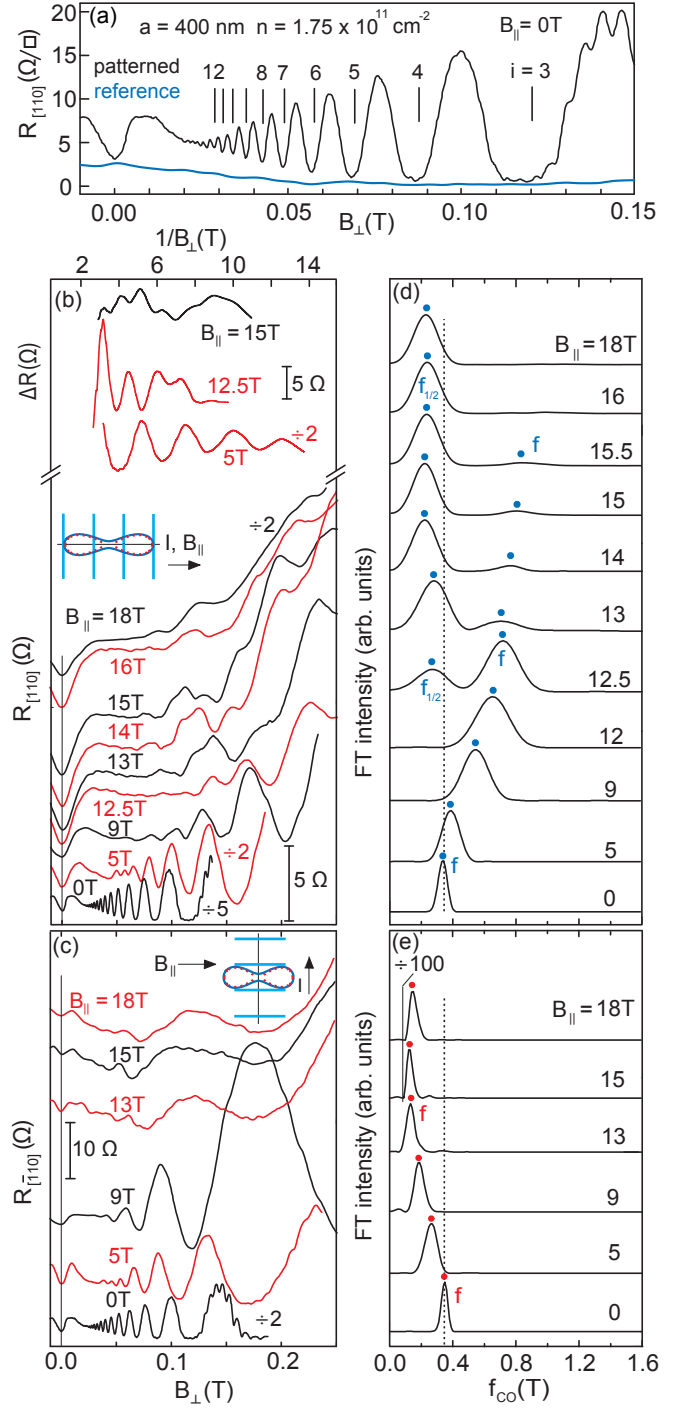 (a)
a = 400 nm n = 1.75 x 10¹¹ cm⁻²
B∥ = 0T
patterned
reference
12 8 7 6 5 4 i = 3
R[110](Ω/□)
20
15
10
5
0
0.00 0.05 0.10 0.15
B⊥(T)
1/B⊥(T)
2 6 10 14
(b)
B∥ = 15T
12.5T
5 Ω
÷2
5T
ΔR(Ω)
÷2
I, B∥
B∥ = 18T
16T
15T
14T
13T
12.5T
9T
5T
÷2
0T
÷5
5 Ω
R[110](Ω)
(c)
B∥
I
B∥ = 18T
15T
13T
10 Ω
9T
5T
0T
÷2
R[1̄10](Ω)
0.0 0.1 0.2
B⊥(T)
(d)
B∥ = 18T
f1/2
16
f
15.5
15
14
13
f
f1/2
12.5
12
9
5
f
0
FT intensity (arb. units)
(e)
÷100
B∥ = 18T
15
f
13
9
5
f
0
FT intensity (arb. units)
0.0 0.4 0.8 1.2 1.6
fCO(T)